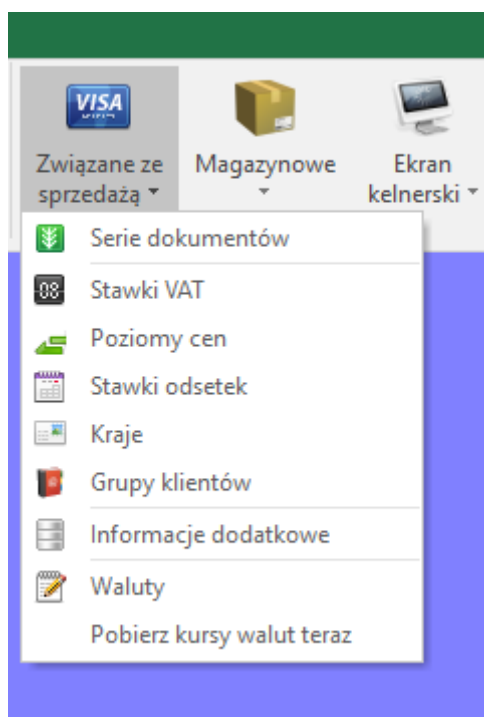 VISA
Związane ze
sprzedażą
Magazynowe
Ekran
kelnerski
Serie dokumentów
08
Stawki VAT
Poziomy cen
Stawki odsetek
Kraje
Grupy klientów
Informacje dodatkowe
Waluty
Pobierz kursy walut teraz